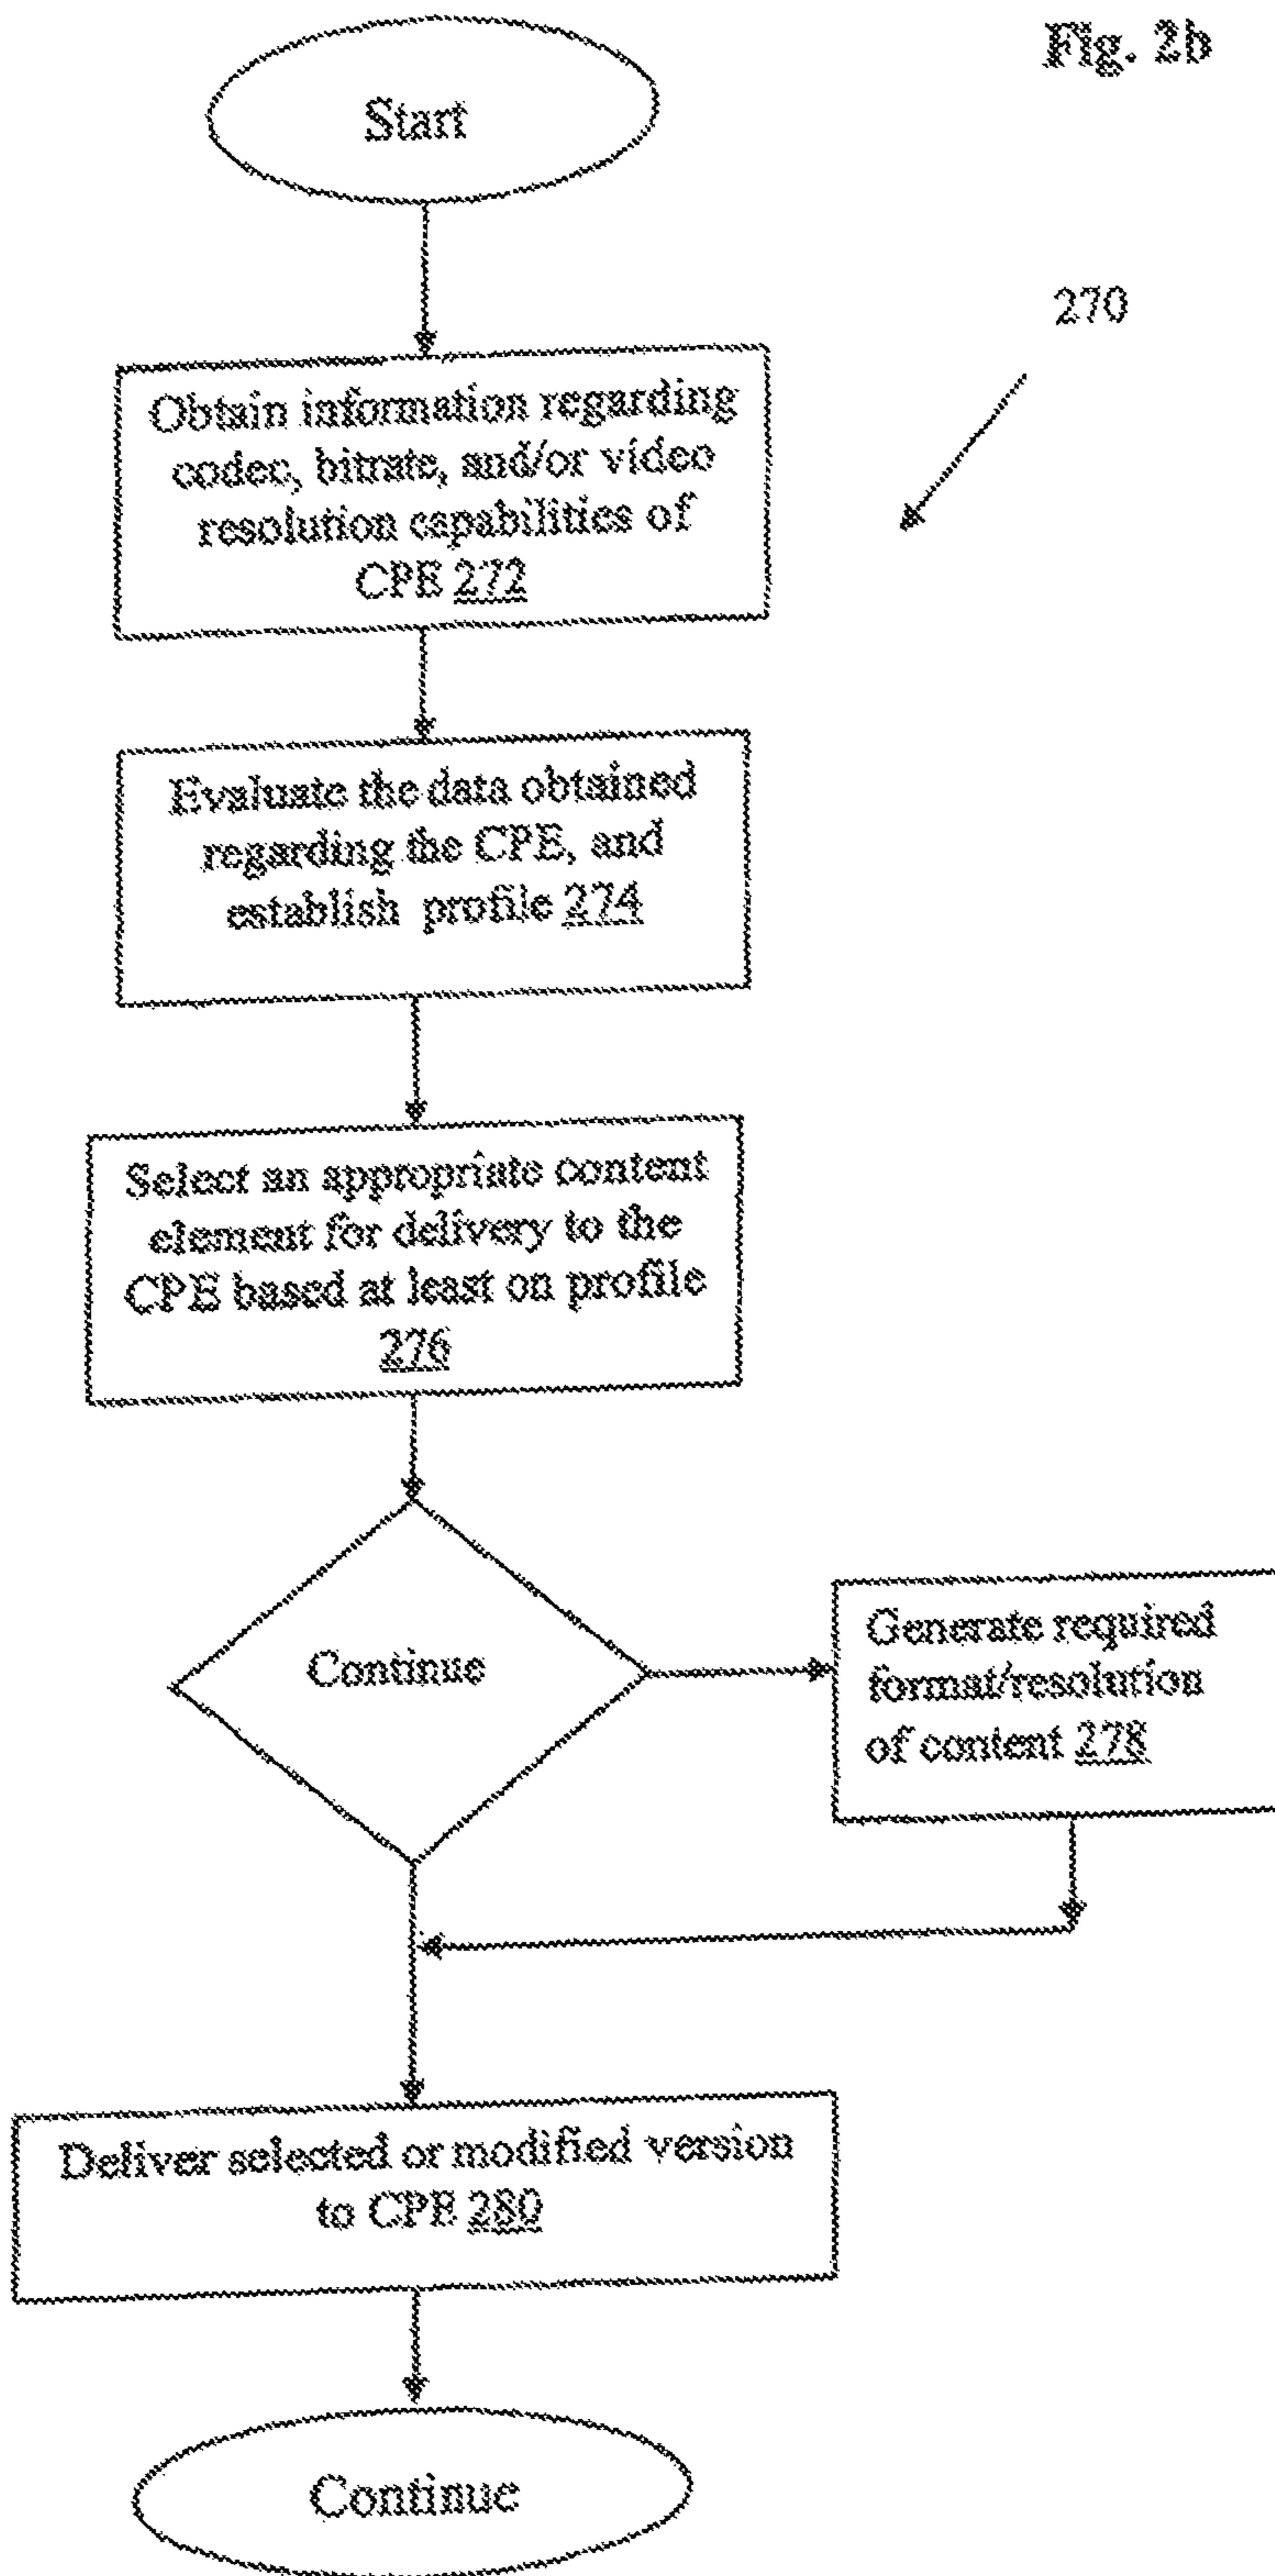 Fig. 2b
Start
270
Obtain information regarding
codec, bitrate, and/or video
resolution capabilities of
CPE 272
Evaluate the data obtained
regarding the CPE, and
establish profile 274
Select an appropriate content
element for delivery to the
CPE based at least on profile
276
Continue
Generate required
format/resolution
of content 278
Deliver selected or modified version
to CPE 280
Continue